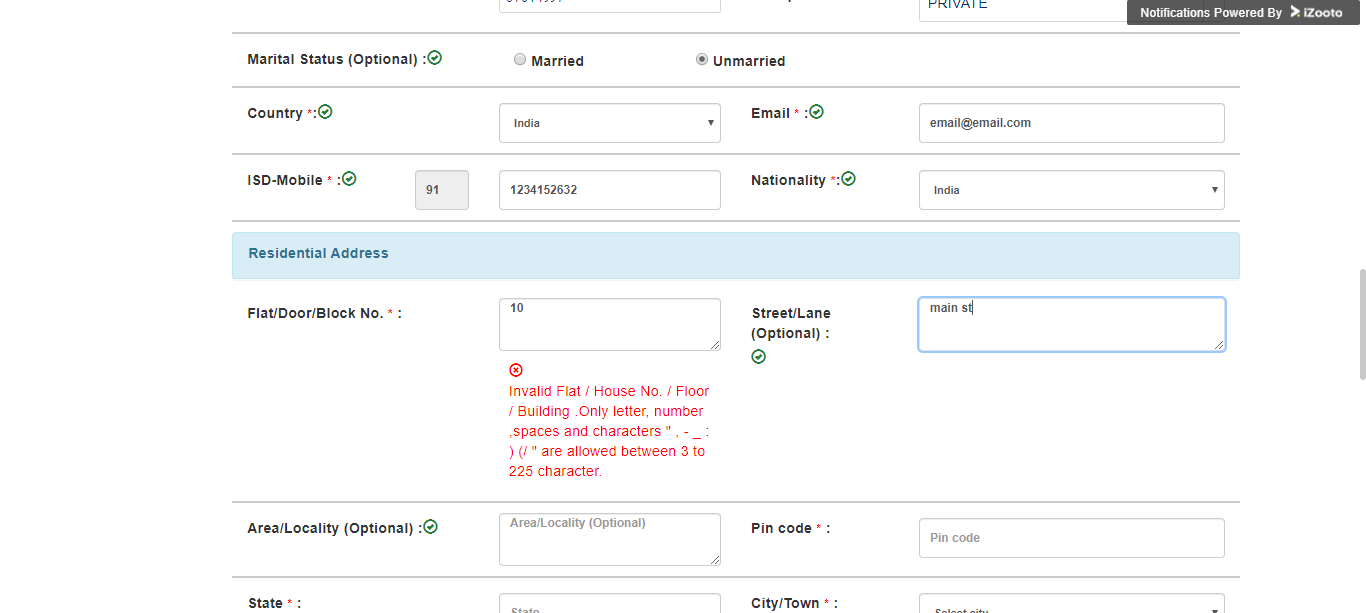 PRIVATE
Notifications Powered By iZooto
Marital Status (Optional) :
Married
Unmarried
Country *:
India
Email * :
email@email.com
ISD-Mobile * :
91
1234152632
Nationality *:
India
Residential Address
Flat/Door/Block No. * :
10
Street/Lane
(Optional) :
main st
Invalid Flat / House No. / Floor
/ Building .Only letter, number
,spaces and characters " , - _ :
) (/ " are allowed between 3 to
225 character.
Area/Locality (Optional) :
Area/Locality (Optional)
Pin code * :
Pin code
State * :
State
City/Town * :
Select city